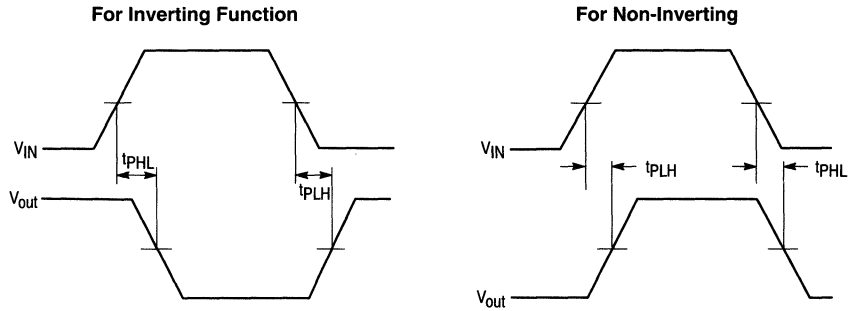 For Inverting Function
VIN
tPHL
tPLH
Vout
For Non-Inverting
VIN
tPLH
tPHL
Vout